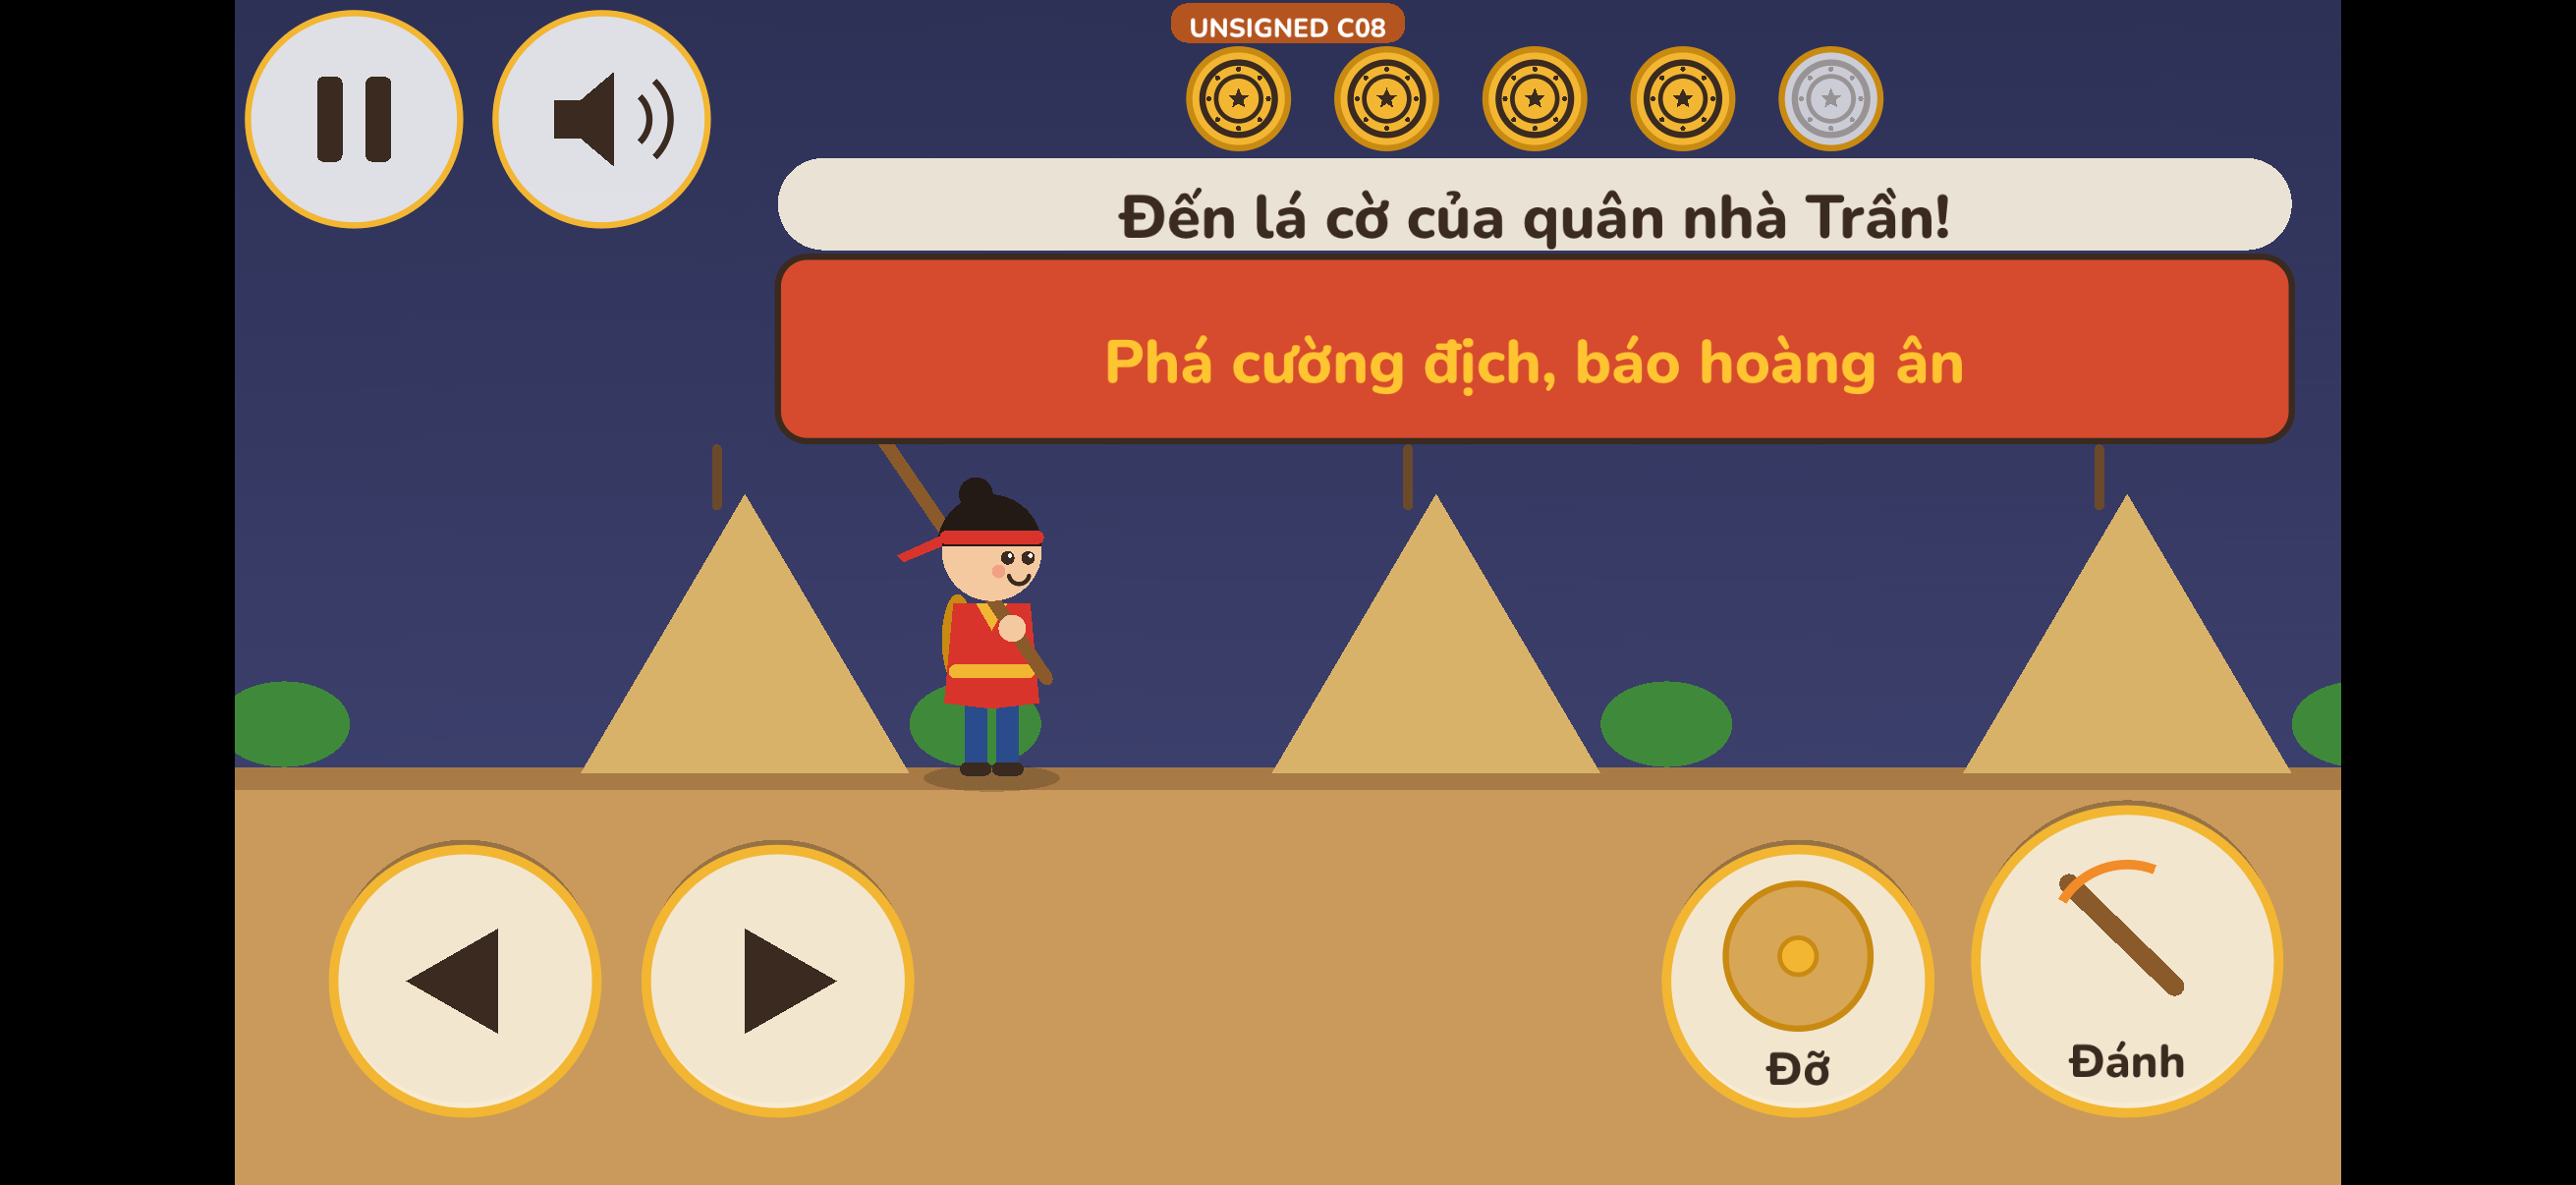 UNSIGNED C08
Đến lá cờ của quân nhà Trần!
Phá cường địch, báo hoàng ân
Đỡ
Đánh